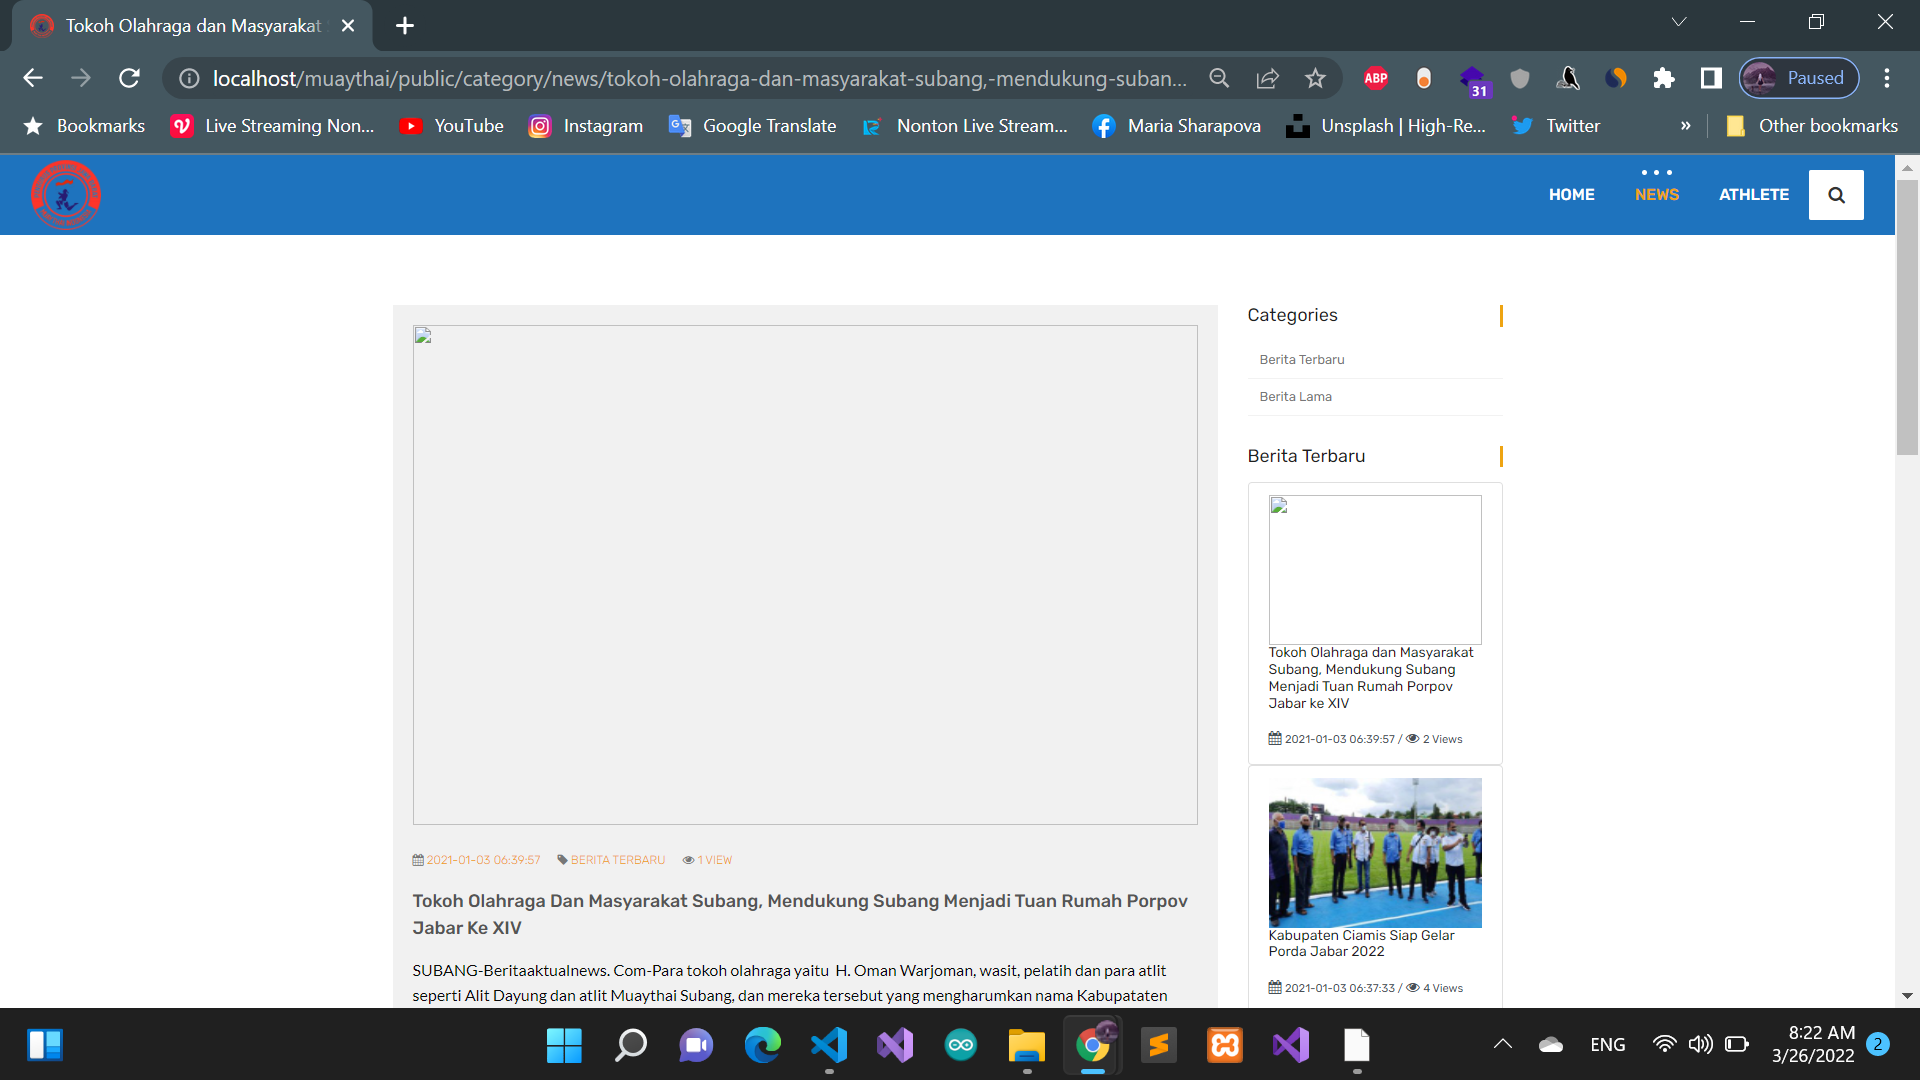 Tokoh Olahraga dan Masyarakat
localhost/muaythai/public/category/news/tokoh-olahraga-dan-masyarakat-subang,-mendukung-suban...
ABP
31
Paused
Bookmarks
Live Streaming Non...
YouTube
Instagram
Google Translate
Nonton Live Stream...
Maria Sharapova
Unsplash | High-Re...
Twitter
»
Other bookmarks
HOME
NEWS
ATHLETE
Categories
Berita Terbaru
Berita Lama
Berita Terbaru
Tokoh Olahraga dan Masyarakat
Subang, Mendukung Subang
Menjadi Tuan Rumah Porpov
Jabar ke XIV
2021-01-03 06:39:57 / 2 Views
Kabupaten Ciamis Siap Gelar
Porda Jabar 2022
2021-01-03 06:37:33 / 4 Views
2021-01-03 06:39:57 BERITA TERBARU 1 VIEW
Tokoh Olahraga Dan Masyarakat Subang, Mendukung Subang Menjadi Tuan Rumah Porpov
Jabar Ke XIV
SUBANG-Beritaaktualnews. Com-Para tokoh olahraga yaitu  H. Oman Warjoman, wasit, pelatih dan para atlit
seperti Alit Dayung dan atlit Muaythai Subang, dan mereka tersebut yang mengharumkan nama Kabupataten
ENG
8:22 AM
3/26/2022
2